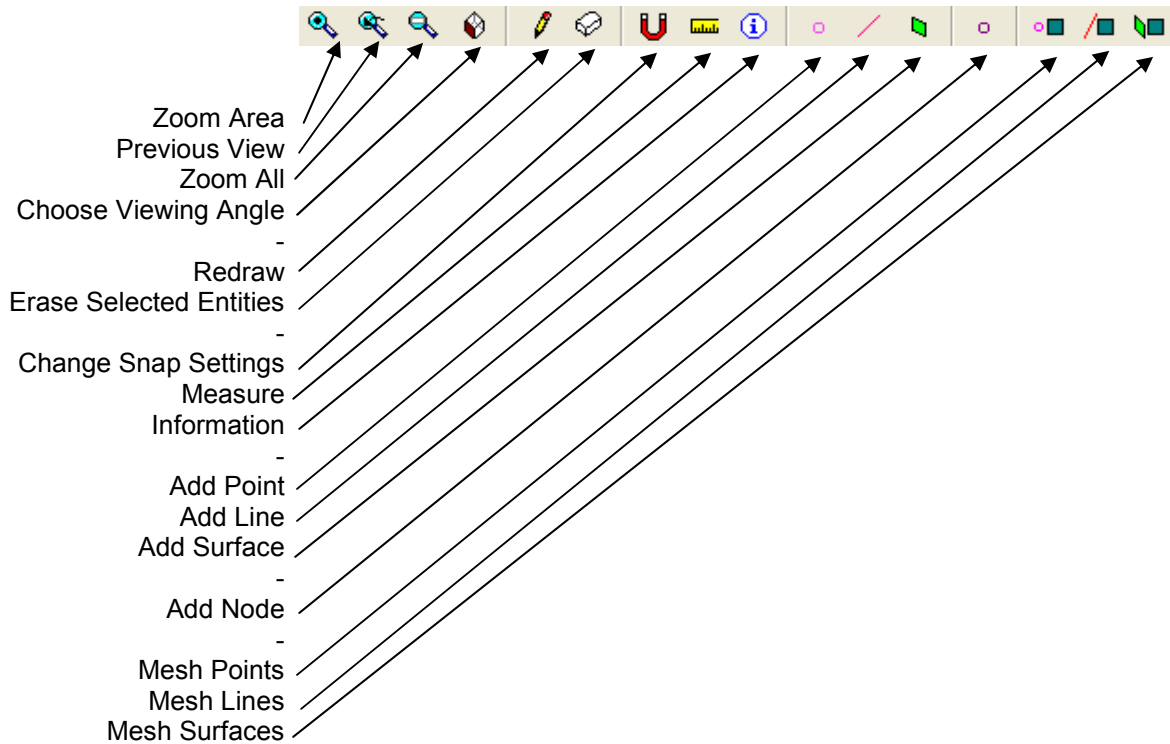 Zoom Area
Previous View
Zoom All
Choose Viewing Angle
-
Redraw
Erase Selected Entities
-
Change Snap Settings
Measure
Information
-
Add Point
Add Line
Add Surface
-
Add Node
-
Mesh Points
Mesh Lines
Mesh Surfaces